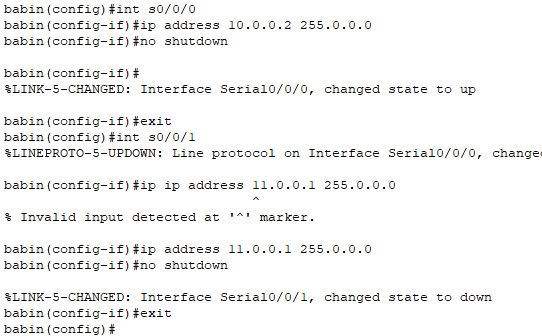 babin(config)#int s0/0/0
babin(config-if)#ip address 10.0.0.2 255.0.0.0
babin(config-if)#no shutdown
babin(config-if)#
%LINK-5-CHANGED: Interface Serial0/0/0, changed state to up
babin(config-if)#exit
babin(config)#int s0/0/1
%LINEPROTO-5-UPDOWN: Line protocol on Interface Serial0/0/0, change
babin(config-if)#ip ip address 11.0.0.1 255.0.0.0
^
% Invalid input detected at '^' marker.
babin(config-if)#ip address 11.0.0.1 255.0.0.0
babin(config-if)#no shutdown
%LINK-5-CHANGED: Interface Serial0/0/1, changed state to down
babin(config-if)#exit
babin(config)#